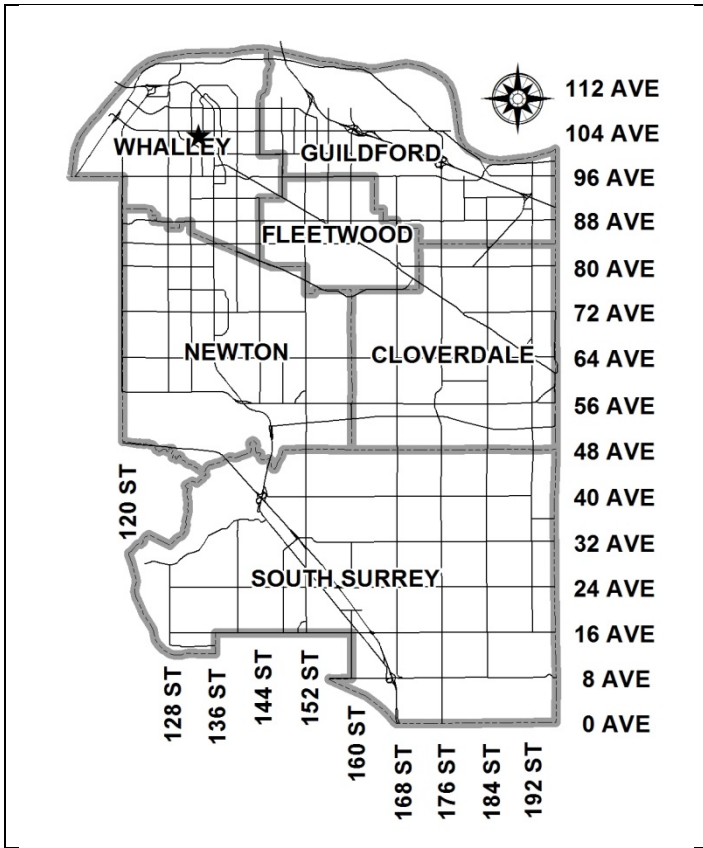 112 AVE
104 AVE
WHALLEY
GUILDFORD
96 AVE
88 AVE
FLEETWOOD
80 AVE
72 AVE
NEWTON
CLOVERDALE
64 AVE
56 AVE
48 AVE
120 ST
40 AVE
32 AVE
SOUTH SURREY
24 AVE
16 AVE
8 AVE
0 AVE
128 ST
136 ST
144 ST
152 ST
160 ST
168 ST
176 ST
184 ST
192 ST